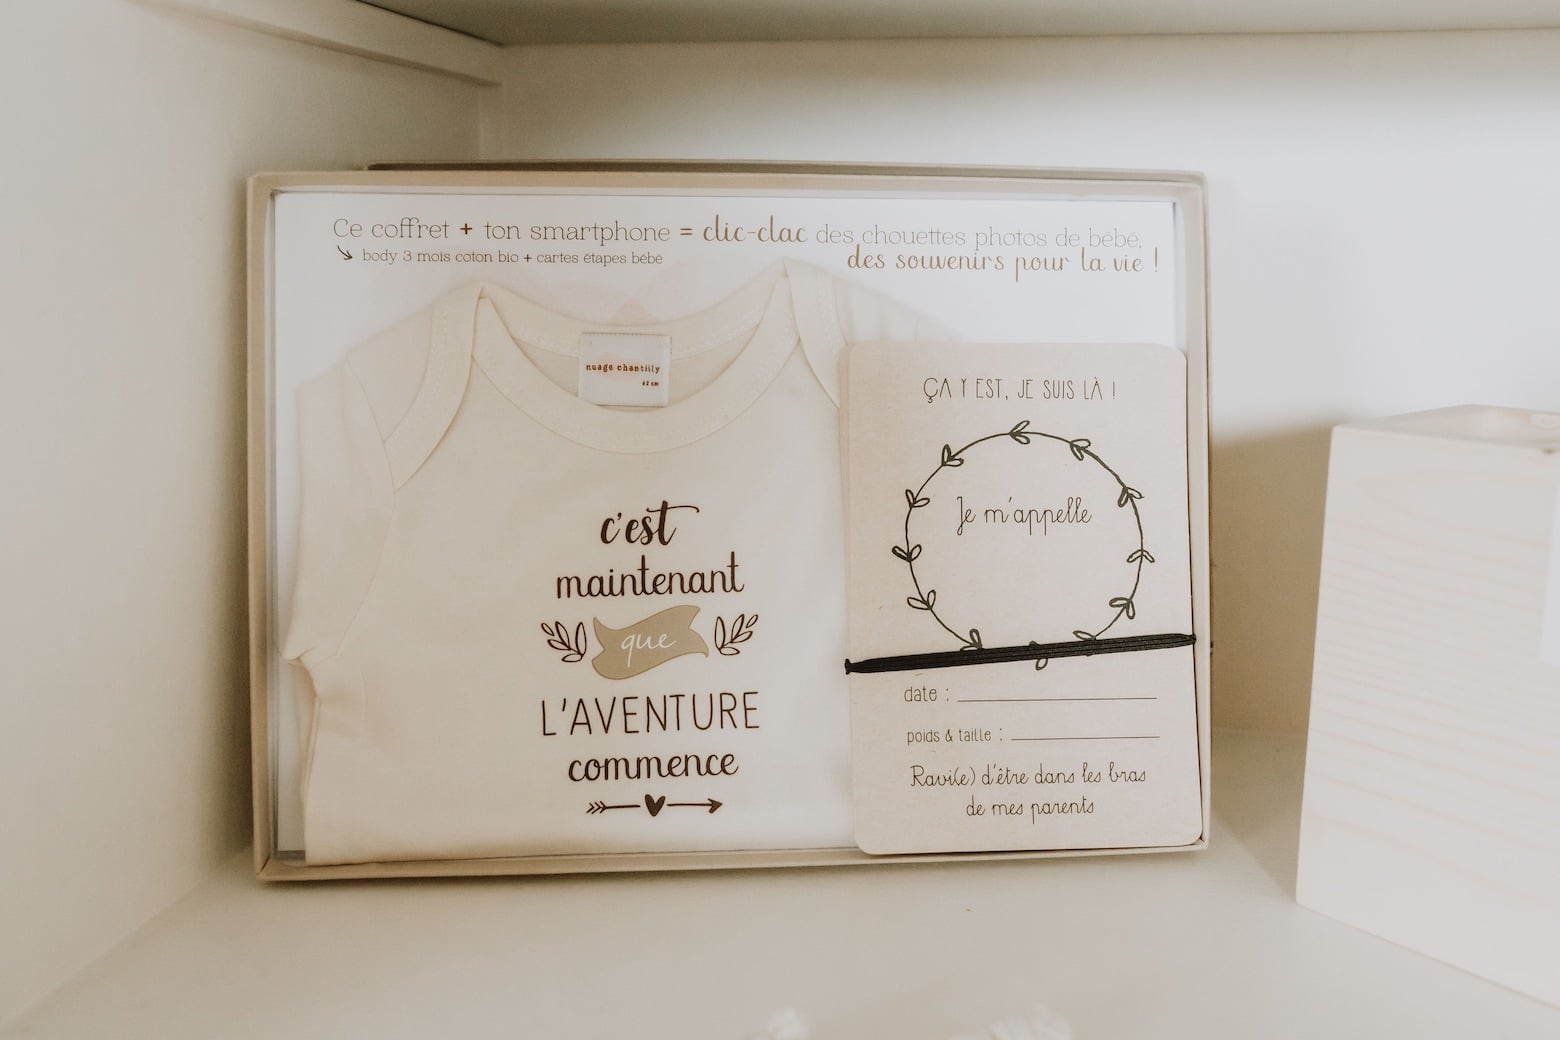 Ce coffret + ton smartphone = clic-clac des chouettes photos de bébé,
body 3 mois coton bio + cartes étapes bébé
des souvenirs pour la vie !
nuage chantilly
62 cm
c'est
maintenant
que
L'AVENTURE
commence
ÇA Y EST, JE SUIS LÀ !
Je m'appelle
date :
poids & taille :
Ravi(e) d'être dans les bras
de mes parents